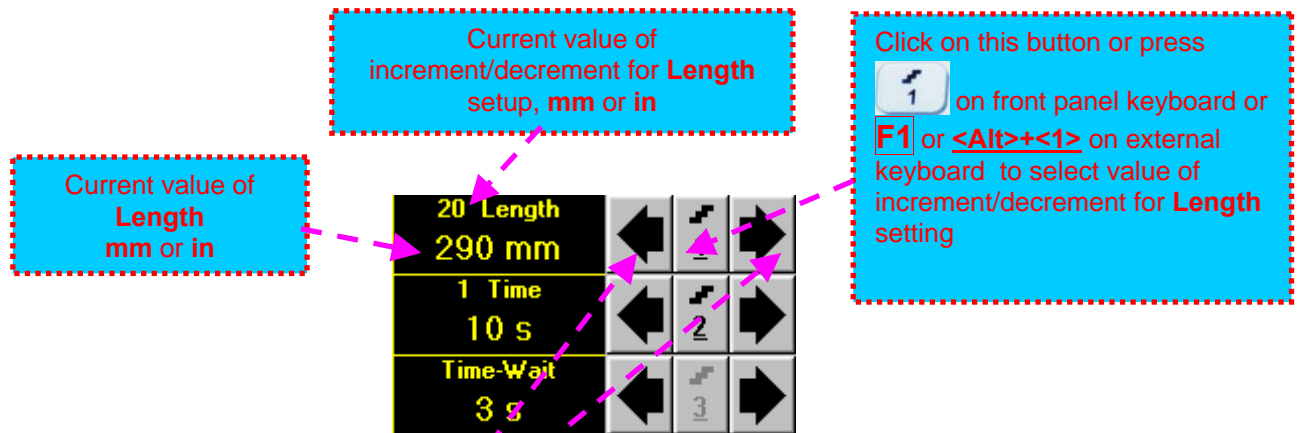 Current value of
increment/decrement for Length
setup, mm or in
Click on this button or press
1 on front panel keyboard or
F1 or <Alt>+<1> on external
keyboard to select value of
increment/decrement for Length
setting
Current value of
Length
mm or in
20 Length
290 mm
1 Time
10 s
2
Time-Wait
3 s
3